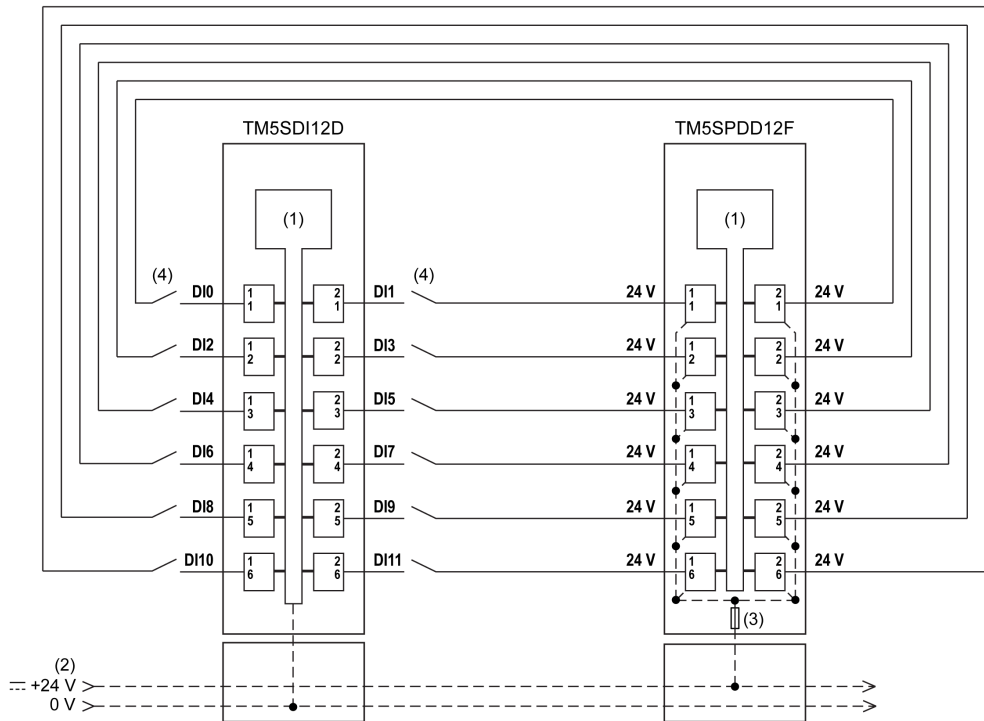 TM5SDI12D TM5SPDD12F
(1) (1)
(4) DI0 1 1 2 1 DI1 (4) 24 V 1 1 2 1 24 V
DI2 1 2 2 2 DI3 24 V 1 2 2 2 24 V
DI4 1 3 2 3 DI5 24 V 1 3 2 3 24 V
DI6 1 4 2 4 DI7 24 V 1 4 2 4 24 V
DI8 1 5 2 5 DI9 24 V 1 5 2 5 24 V
DI10 1 6 2 6 DI11 24 V 1 6 2 6 24 V
(3)
(2)
+24 V
0 V